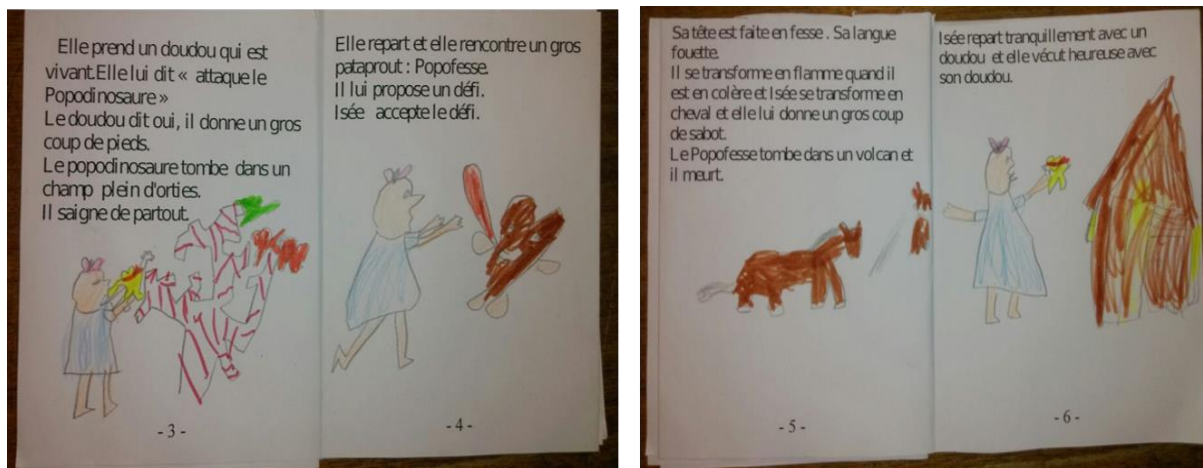 Elle prend un doudou qui est
vivant.Elle lui dit « attaque le
Popodinosaure »
Le doudou dit oui, il donne un gros
coup de pieds.
Le popodinosaure tombe dans un
champ plein d'orties.
Il saigne de partout.
- 3 -
Elle repart et elle rencontre un gros
pataprout : Popofesse.
Il lui propose un défi.
Isée accepte le défi.
- 4 -
Sa tête est faite en fesse . Sa langue
fouette.
Il se transforme en flamme quand il
est en colère et Isée se transforme en
cheval et elle lui donne un gros coup
de sabot.
Le Popofesse tombe dans un volcan et
il meurt.
- 5 -
Isée repart tranquillement avec un
doudou et elle vécut heureuse avec
son doudou.
- 6 -